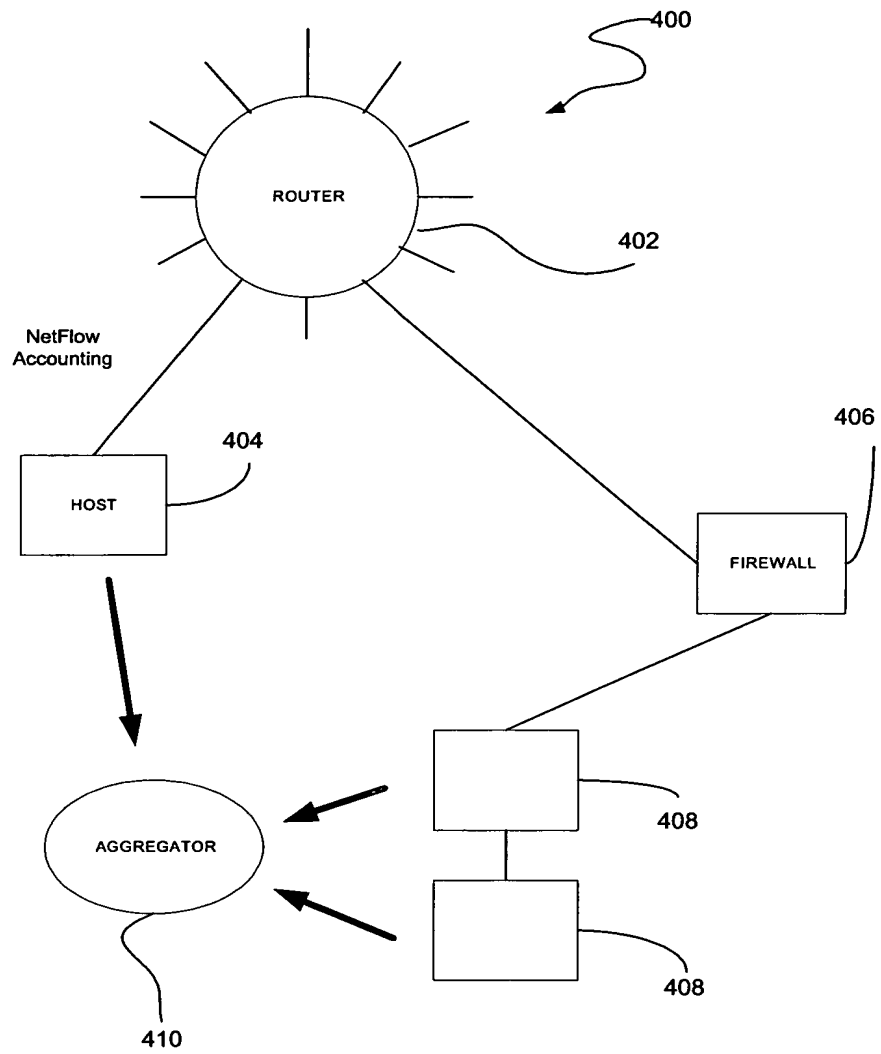 400
ROUTER
402
NetFlow
Accounting
404
HOST
406
FIREWALL
408
AGGREGATOR
408
410